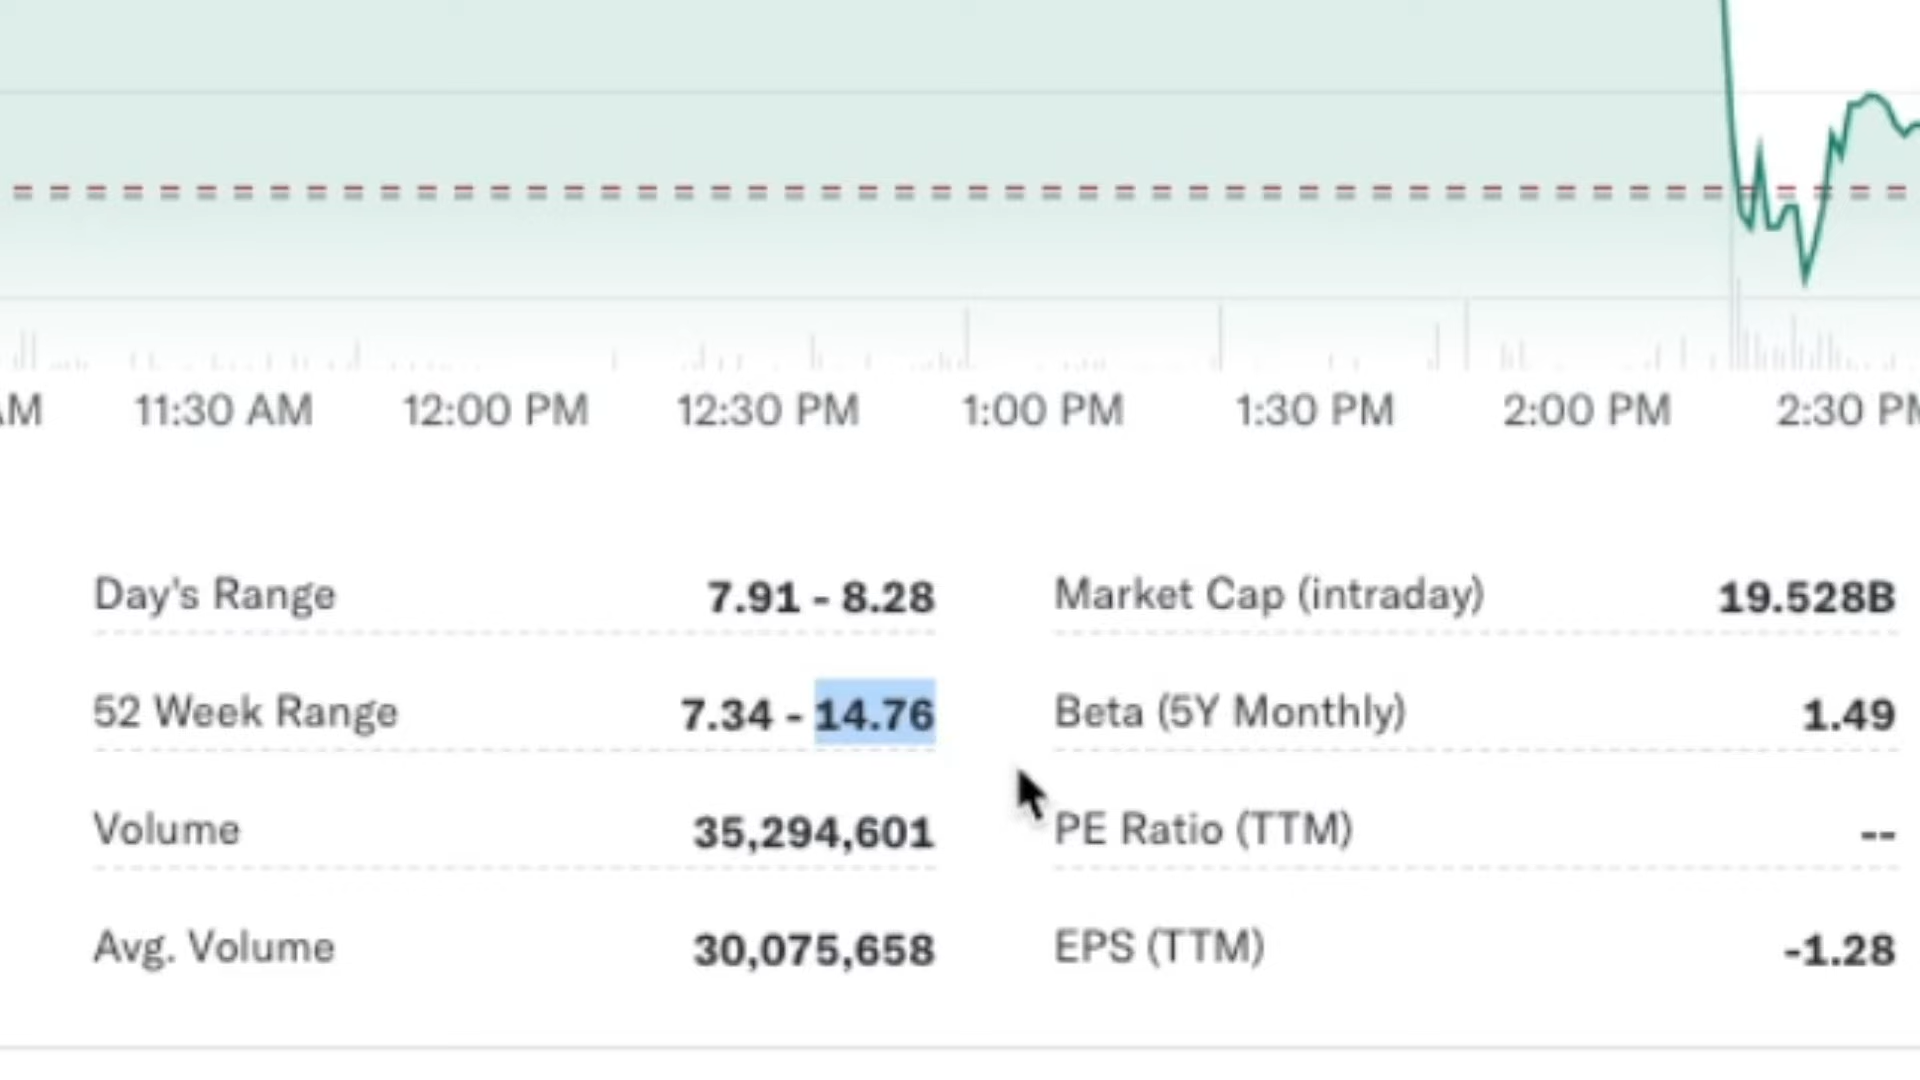 11:30 AM 12:00 PM 12:30 PM 1:00 PM 1:30 PM 2:00 PM 2:30 PM
Day's Range 7.91 - 8.28 Market Cap (intraday) 19.528B
52 Week Range 7.34 - 14.76 Beta (5Y Monthly) 1.49
Volume 35,294,601 PE Ratio (TTM) --
Avg. Volume 30,075,658 EPS (TTM) -1.28